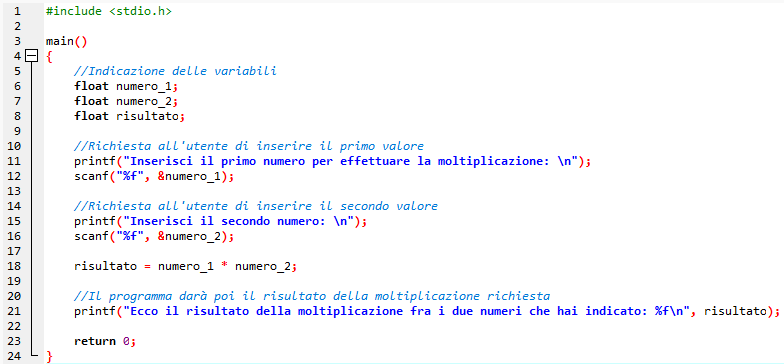 1 #include <stdio.h>
2
3 main()
4 {
5 //Indicazione delle variabili
6 float numero_1;
7 float numero_2;
8 float risultato;
9
10 //Richiesta all'utente di inserire il primo valore
11 printf("Inserisci il primo numero per effettuare la moltiplicazione: \n");
12 scanf("%f", &numero_1);
13
14 //Richiesta all'utente di inserire il secondo valore
15 printf("Inserisci il secondo numero: \n");
16 scanf("%f", &numero_2);
17
18 risultato = numero_1 * numero_2;
19
20 //Il programma darà poi il risultato della moltiplicazione richiesta
21 printf("Ecco il risultato della moltiplicazione fra i due numeri che hai indicato: %f\n", risultato);
22
23 return 0;
24 }